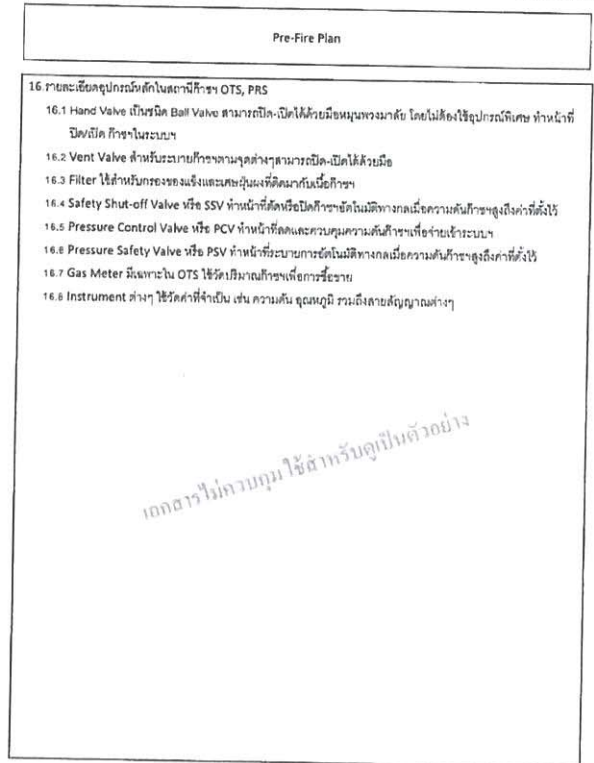 Pre-Fire Plan
16.รายละเอียดอุปกรณ์หลักในสถานีก๊าซฯ OTS, PRS
16.1 Hand Valve เป็นชนิด Ball Valve สามารถปิด-เปิดได้ด้วยมือหมุนพวงมาลัย โดยไม่ต้องใช้อุปกรณ์พิเศษ ทำหน้าที่
ปิด/เปิด ก๊าซฯในระบบฯ
16.2 Vent Valve สำหรับระบายก๊าซฯตามจุดต่างๆสามารถปิด-เปิดได้ด้วยมือ
16.3 Filter ใช้สำหรับกรองของแข็งและเศษฝุ่นผงที่ติดมากับเนื้อก๊าซฯ
16.4 Safety Shut-off Valve หรือ SSV ทำหน้าที่ตัดหรือปิดก๊าซฯอัตโนมัติทางกลเมื่อความดันก๊าซฯสูงถึงค่าที่ตั้งไว้
16.5 Pressure Control Valve หรือ PCV ทำหน้าที่ลดและควบคุมความดันก๊าซฯเพื่อจ่ายเข้าระบบฯ
16.6 Pressure Safety Valve หรือ PSV ทำหน้าที่ระบายการอัตโนมัติทางกลเมื่อความดันก๊าซฯสูงถึงค่าที่ตั้งไว้
16.7 Gas Meter มีเฉพาะใน OTS ใช้วัดปริมาณก๊าซฯเพื่อการซื้อขาย
16.8 Instrument ต่างๆ ใช้วัดค่าที่จำเป็น เช่น ความดัน อุณหภูมิ รวมถึงสายสัญญาณต่างๆ
เอกสารไม่ควบคุม ใช้สำหรับดูเป็นตัวอย่าง